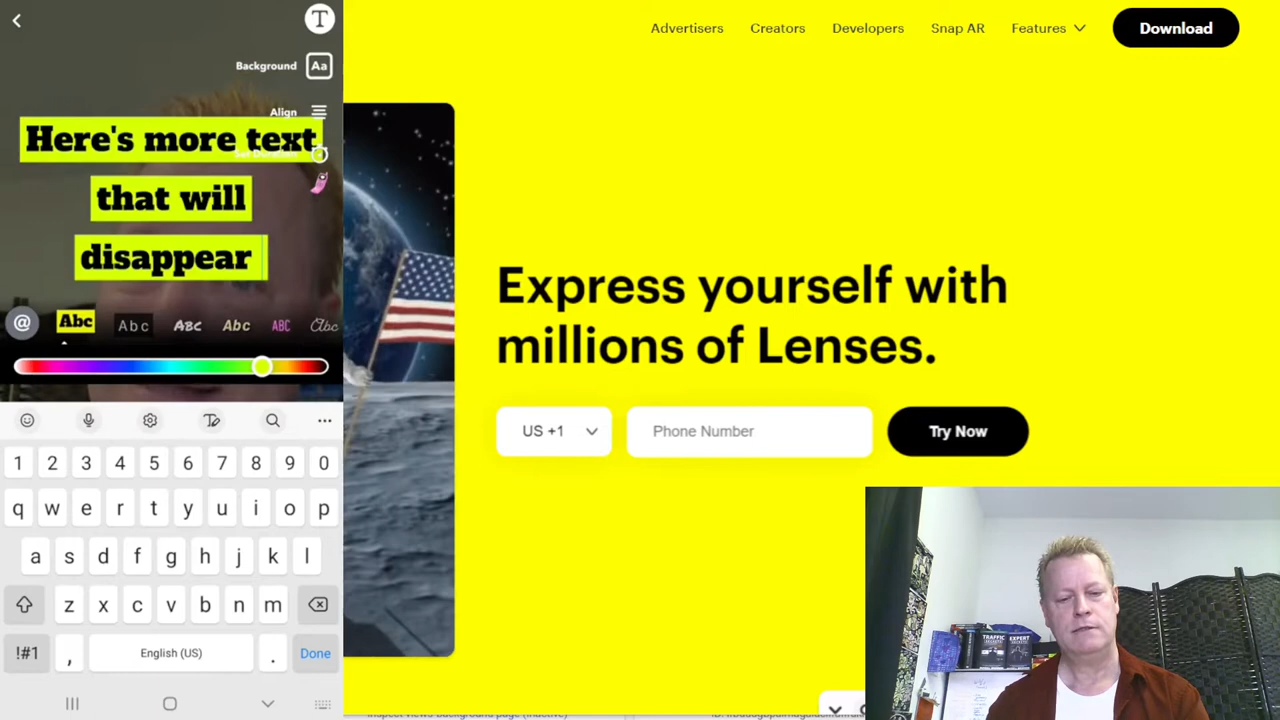 Advertisers Creators Developers Snap AR Features Download
T
Background Aa
Align
Here's more text
that will
disappear
@ Abc Abc ABC Abc ABC Abc
Express yourself with
millions of Lenses.
US +1 Phone Number Try Now
1 2 3 4 5 6 7 8 9 0
q w e r t y u i o p
a s d f g h j k l
z x c v b n m
!#1 , English (US) . Done
TRAFFIC
SECRETS
EXPERT
SECRETS